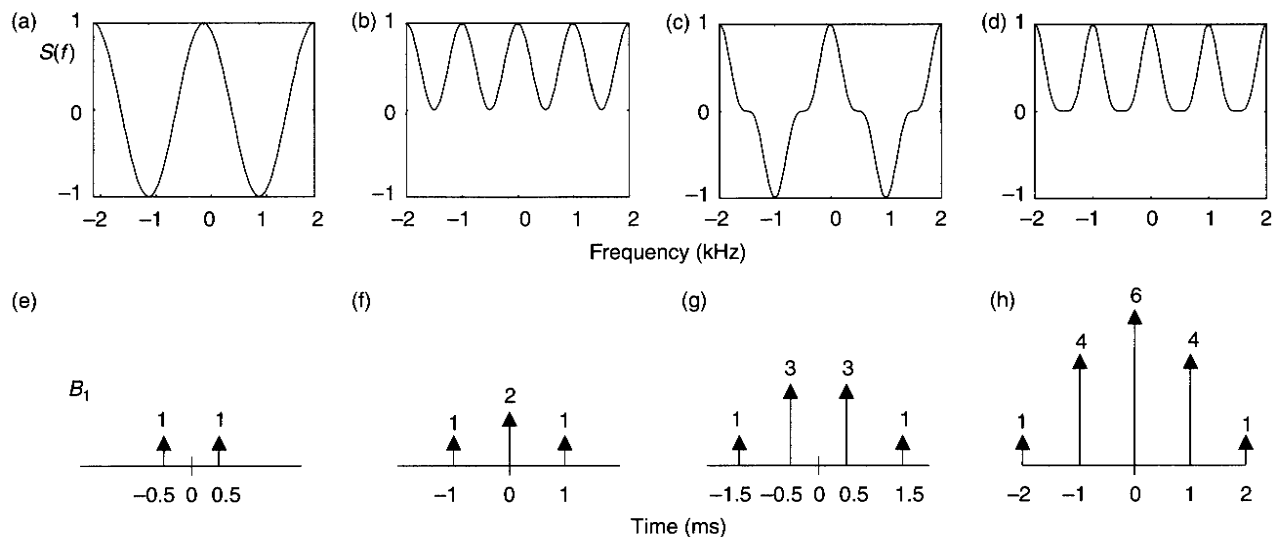 (a) (b) (c) (d)
1 1 1 1
S(f)
0 0 0 0
−1 −1 −1 −1
−2 −1 0 1 2 −2 −1 0 1 2 −2 −1 0 1 2 −2 −1 0 1 2
Frequency (kHz)
(e) (f) (g) (h)
6
4 4
3 3
B1
2
1 1 1 1 1 1 1 1
−0.5 0 0.5 −1 0 1 −1.5 −0.5 0 0.5 1.5 −2 −1 0 1 2
Time (ms)